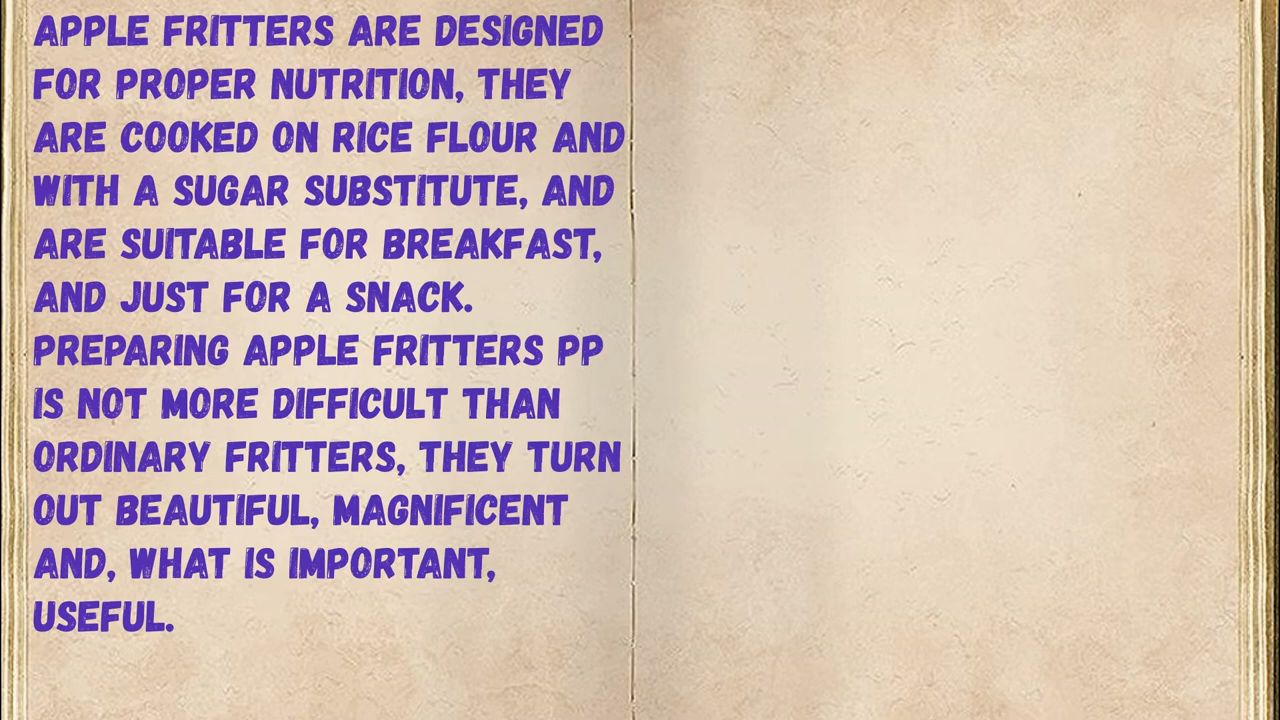 APPLE FRITTERS ARE DESIGNED
FOR PROPER NUTRITION, THEY
ARE COOKED ON RICE FLOUR AND
WITH A SUGAR SUBSTITUTE, AND
ARE SUITABLE FOR BREAKFAST,
AND JUST FOR A SNACK.
PREPARING APPLE FRITTERS PP
IS NOT MORE DIFFICULT THAN
ORDINARY FRITTERS, THEY TURN
OUT BEAUTIFUL, MAGNIFICENT
AND, WHAT IS IMPORTANT,
USEFUL.